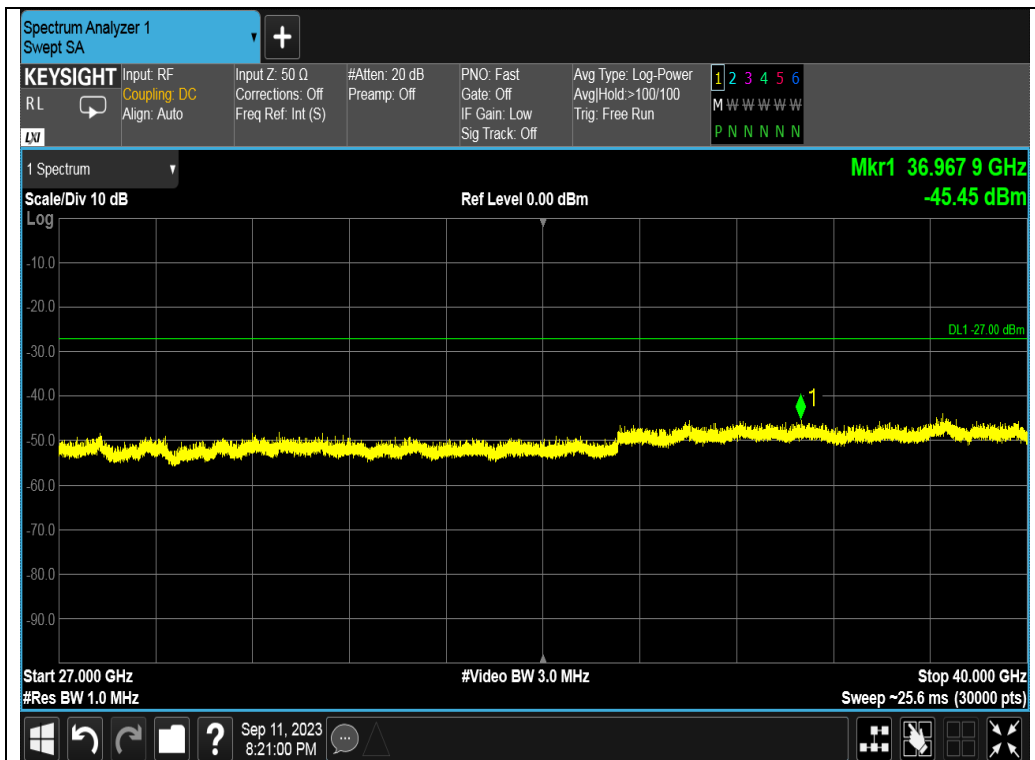 Spectrum Analyzer 1
Swept SA
+
KEYSIGHT
RL
LXI
Input: RF
Coupling: DC
Align: Auto
Input Z: 50 Ω
Corrections: Off
Freq Ref: Int (S)
#Atten: 20 dB
Preamp: Off
PNO: Fast
Gate: Off
IF Gain: Low
Sig Track: Off
Avg Type: Log-Power
Avg|Hold:>100/100
Trig: Free Run
1 2 3 4 5 6
M W W W W W
P N N N N N
1 Spectrum
Mkr1 36.967 9 GHz
-45.45 dBm
Scale/Div 10 dB
Ref Level 0.00 dBm
Log
-10.0
-20.0
DL1 -27.00 dBm
-30.0
-40.0
1
-50.0
-60.0
-70.0
-80.0
-90.0
Start 27.000 GHz
#Video BW 3.0 MHz
Stop 40.000 GHz
#Res BW 1.0 MHz
Sweep ~25.6 ms (30000 pts)
?
Sep 11, 2023
8:21:00 PM